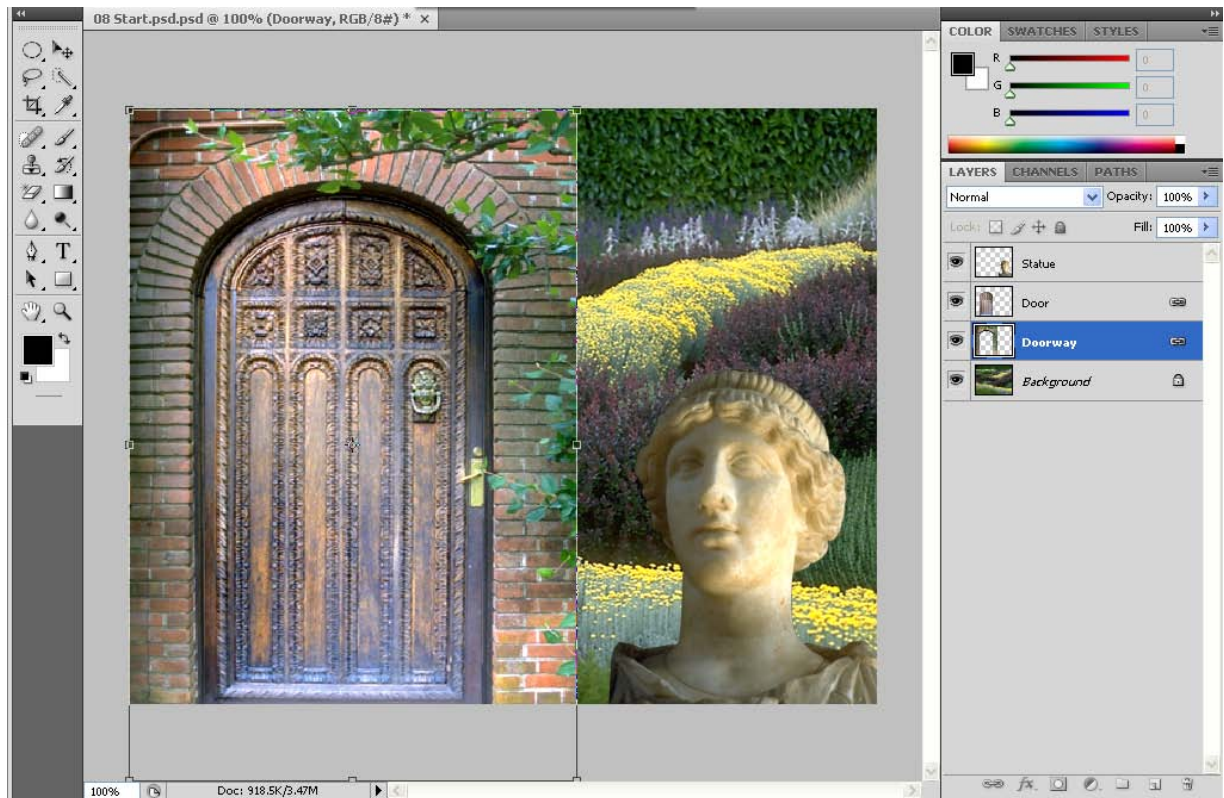 08 Start.psd.psd @ 100% (Doorway, RGB/8#) * ×
COLOR SWATCHES STYLES
R 0
G 0
B 0
LAYERS CHANNELS PATHS
Normal Opacity: 100%
Lock: Fill: 100%
Statue
Door
Doorway
Background
T
fx.
100% Doc: 918.5K/3.47M